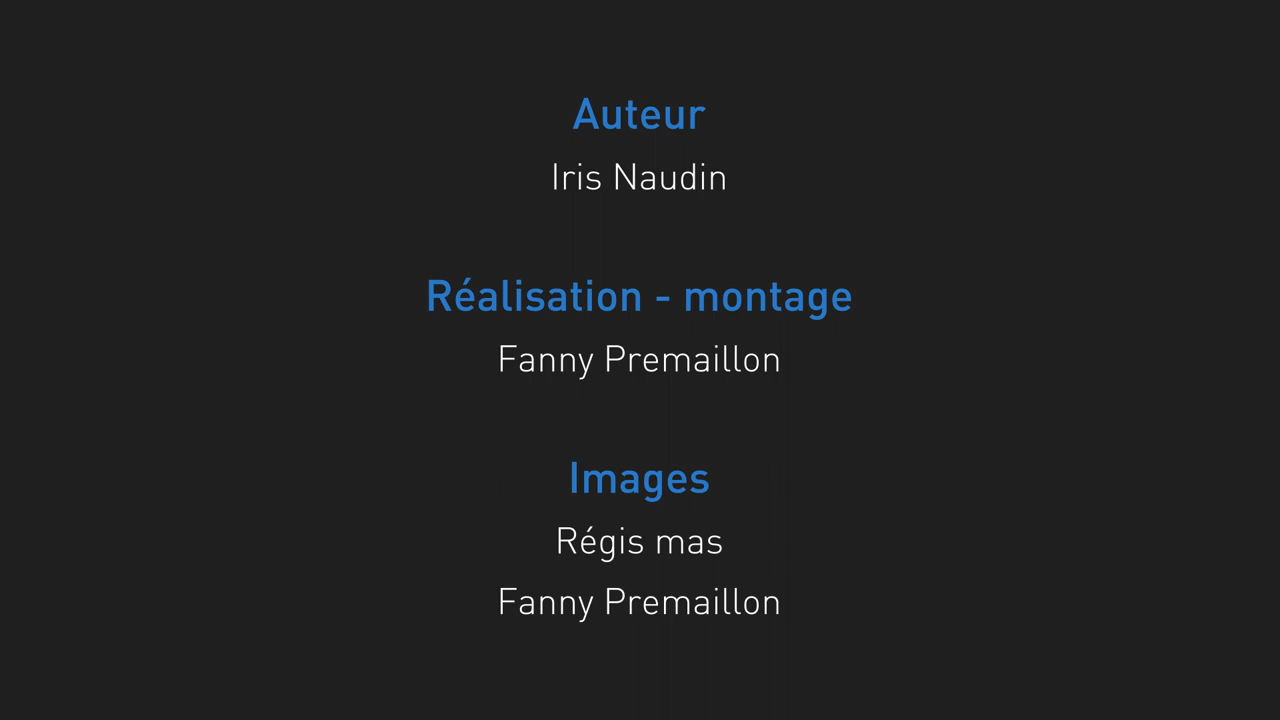 Auteur
Iris Naudin
Réalisation - montage
Fanny Premaillon
Images
Régis mas
Fanny Premaillon